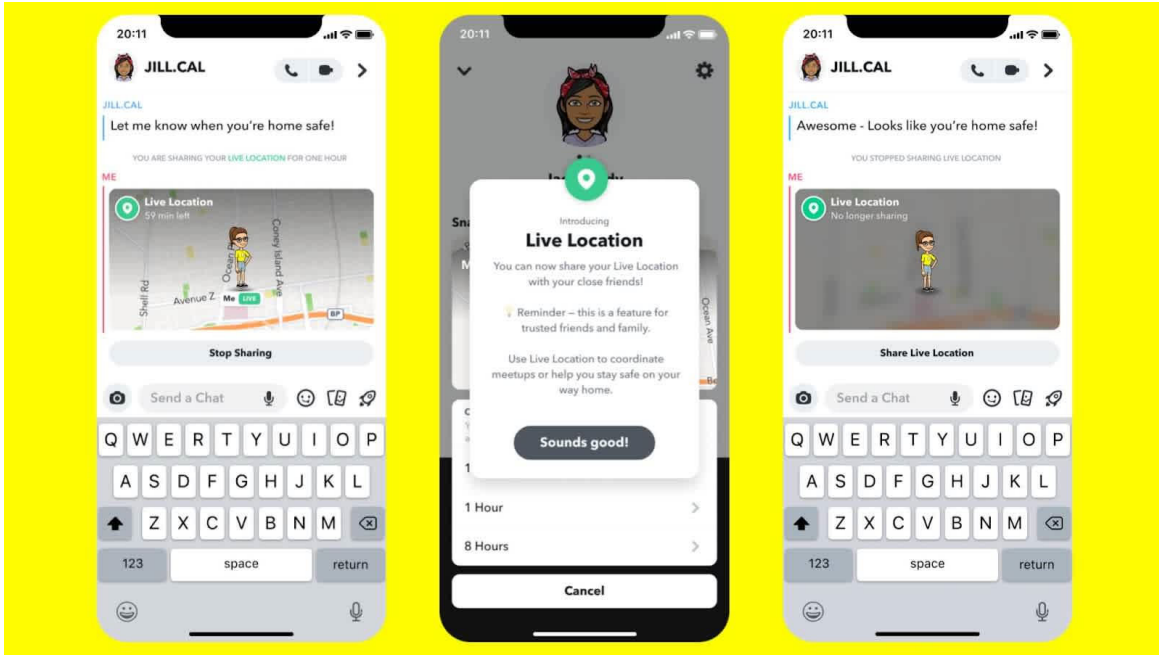 20:11
JILL.CAL
JILL.CAL
Let me know when you're home safe!
YOU ARE SHARING YOUR LIVE LOCATION FOR ONE HOUR
ME
Live Location
59 min left
Shell Rd
Avenue Z
Ocean
Coney Island Ave
Me LIVE
BP
Stop Sharing
Send a Chat
Q W E R T Y U I O P
A S D F G H J K L
Z X C V B N M
123 space return
20:11
Introducing
Live Location
You can now share your Live Location
with your close friends!
Reminder – this is a feature for
trusted friends and family.
Use Live Location to coordinate
meetups or help you stay safe on your
way home.
Sounds good!
Ocean Ave
1 Hour
8 Hours
Cancel
20:11
JILL.CAL
JILL.CAL
Awesome - Looks like you're home safe!
YOU STOPPED SHARING LIVE LOCATION
ME
Live Location
No longer sharing
Share Live Location
Send a Chat
Q W E R T Y U I O P
A S D F G H J K L
Z X C V B N M
123 space return